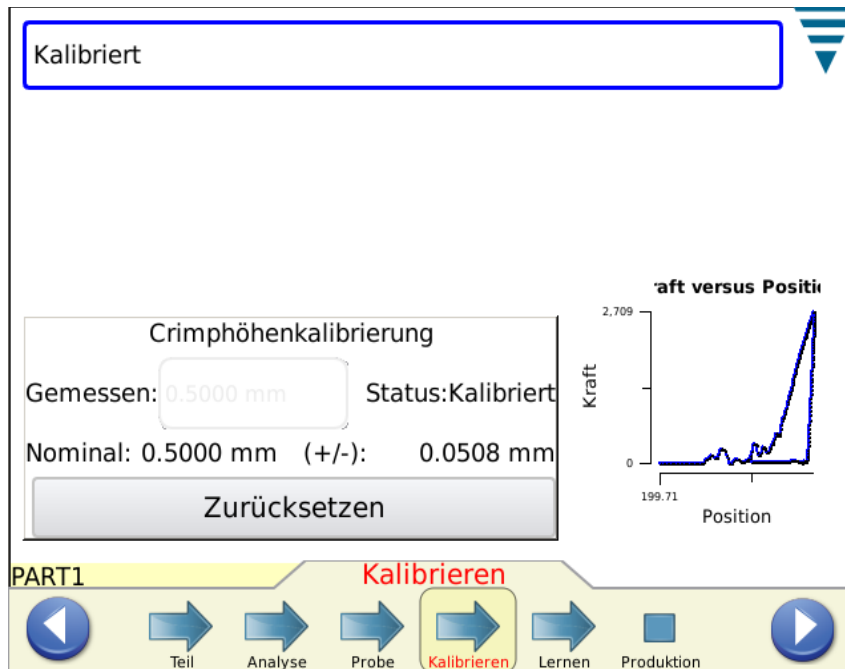 Kalibriert
raft versus Positi
2,709
Kraft
0
199.71
Position
Crimphöhenkalibrierung
Gemessen: 0.5000 mm Status:Kalibriert
Nominal: 0.5000 mm (+/-): 0.0508 mm
Zurücksetzen
PART1
Kalibrieren
Teil Analyse Probe Kalibrieren Lernen Produktion